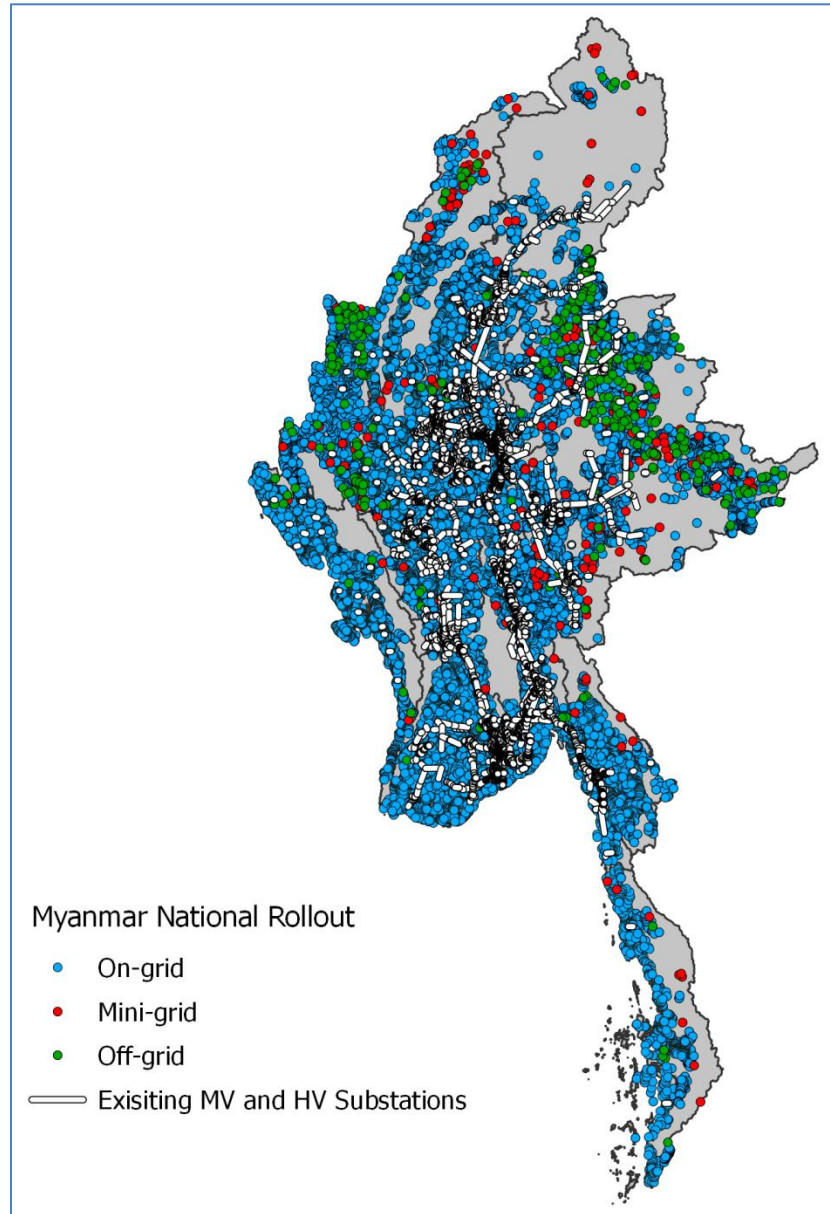 Myanmar National Rollout
On-grid
Mini-grid
Off-grid
Exisiting MV and HV Substations